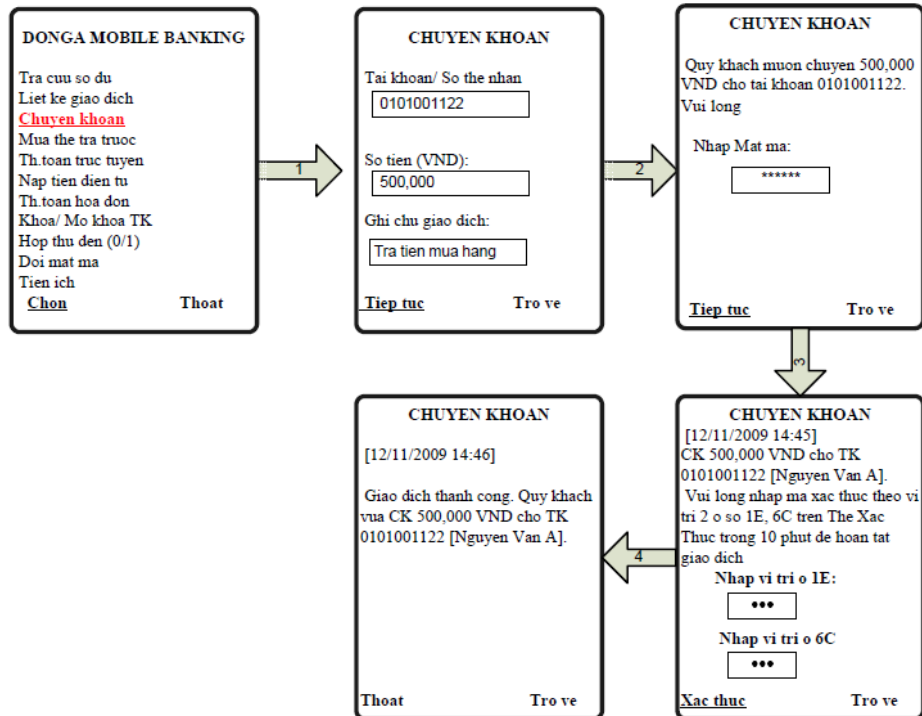 DONGA MOBILE BANKING
Tra cuu so du
Liet ke giao dich
Chuyen khoan
Mua the tra truoc
Th.toan truc tuyen
Nap tien dien tu
Th.toan hoa don
Khoa/ Mo khoa TK
Hop thu den (0/1)
Doi mat ma
Tien ich
Chon Thoat
1
CHUYEN KHOAN
Tai khoan/ So the nhan
0101001122
So tien (VND):
500,000
Ghi chu giao dich:
Tra tien mua hang
Tiep tuc Tro ve
2
CHUYEN KHOAN
Quy khach muon chuyen 500,000
VND cho tai khoan 0101001122.
Vui long
Nhap Mat ma:
******
Tiep tuc Tro ve
3
CHUYEN KHOAN
[12/11/2009 14:45]
CK 500,000 VND cho TK
0101001122 [Nguyen Van A].
Vui long nhap ma xac thuc theo vi
tri 2 o so 1E, 6C tren The Xac
Thuc trong 10 phut de hoan tat
giao dich
Nhap vi tri o 1E:
•••
Nhap vi tri o 6C
•••
Xac thuc Tro ve
4
CHUYEN KHOAN
[12/11/2009 14:46]
Giao dich thanh cong. Quy khach
vua CK 500,000 VND cho TK
0101001122 [Nguyen Van A].
Thoat Tro ve